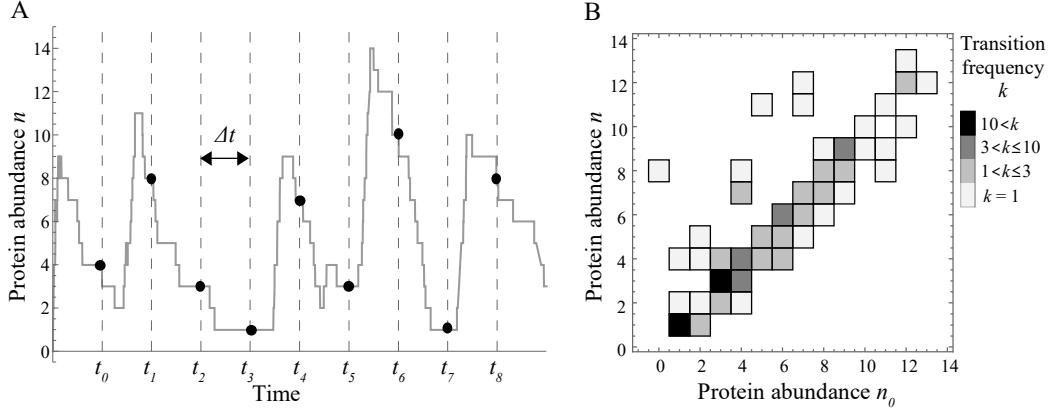 A
Protein abundance n
14
12
10
8
6
4
2
0
Δt
t0 t1 t2 t3 t4 t5 t6 t7 t8
Time
B
Protein abundance n
14
12
10
8
6
4
2
0
0 2 4 6 8 10 12 14
Protein abundance n0
Transition
frequency
k
10<k
3<k≤10
1<k≤3
k = 1